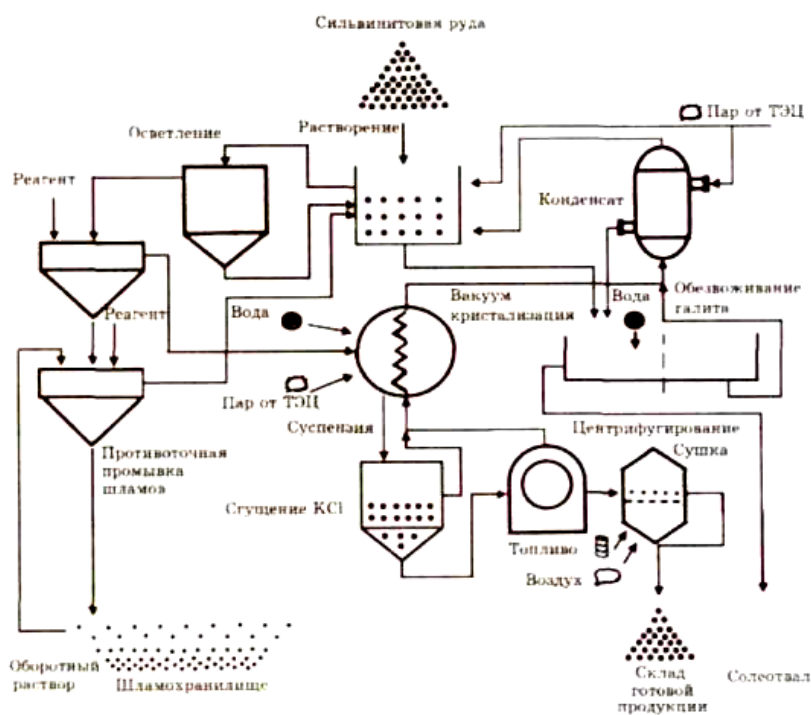 Сильвинитовая руда
Пар от ТЭЦ
Осветление
Растворение
Реагент
Конденсат
Реагент
Вода
Вакуум
кристализация
Вода
Обезвоживание
галита
Пар от ТЭЦ
Суспензия
Центрифугирование
Сушка
Противоточная
промывка
шламов
Сгущение KCl
Топливо
Воздух
Оборотный
раствор
Шламохранилище
Склад
готовой
продукции
Солеотвал